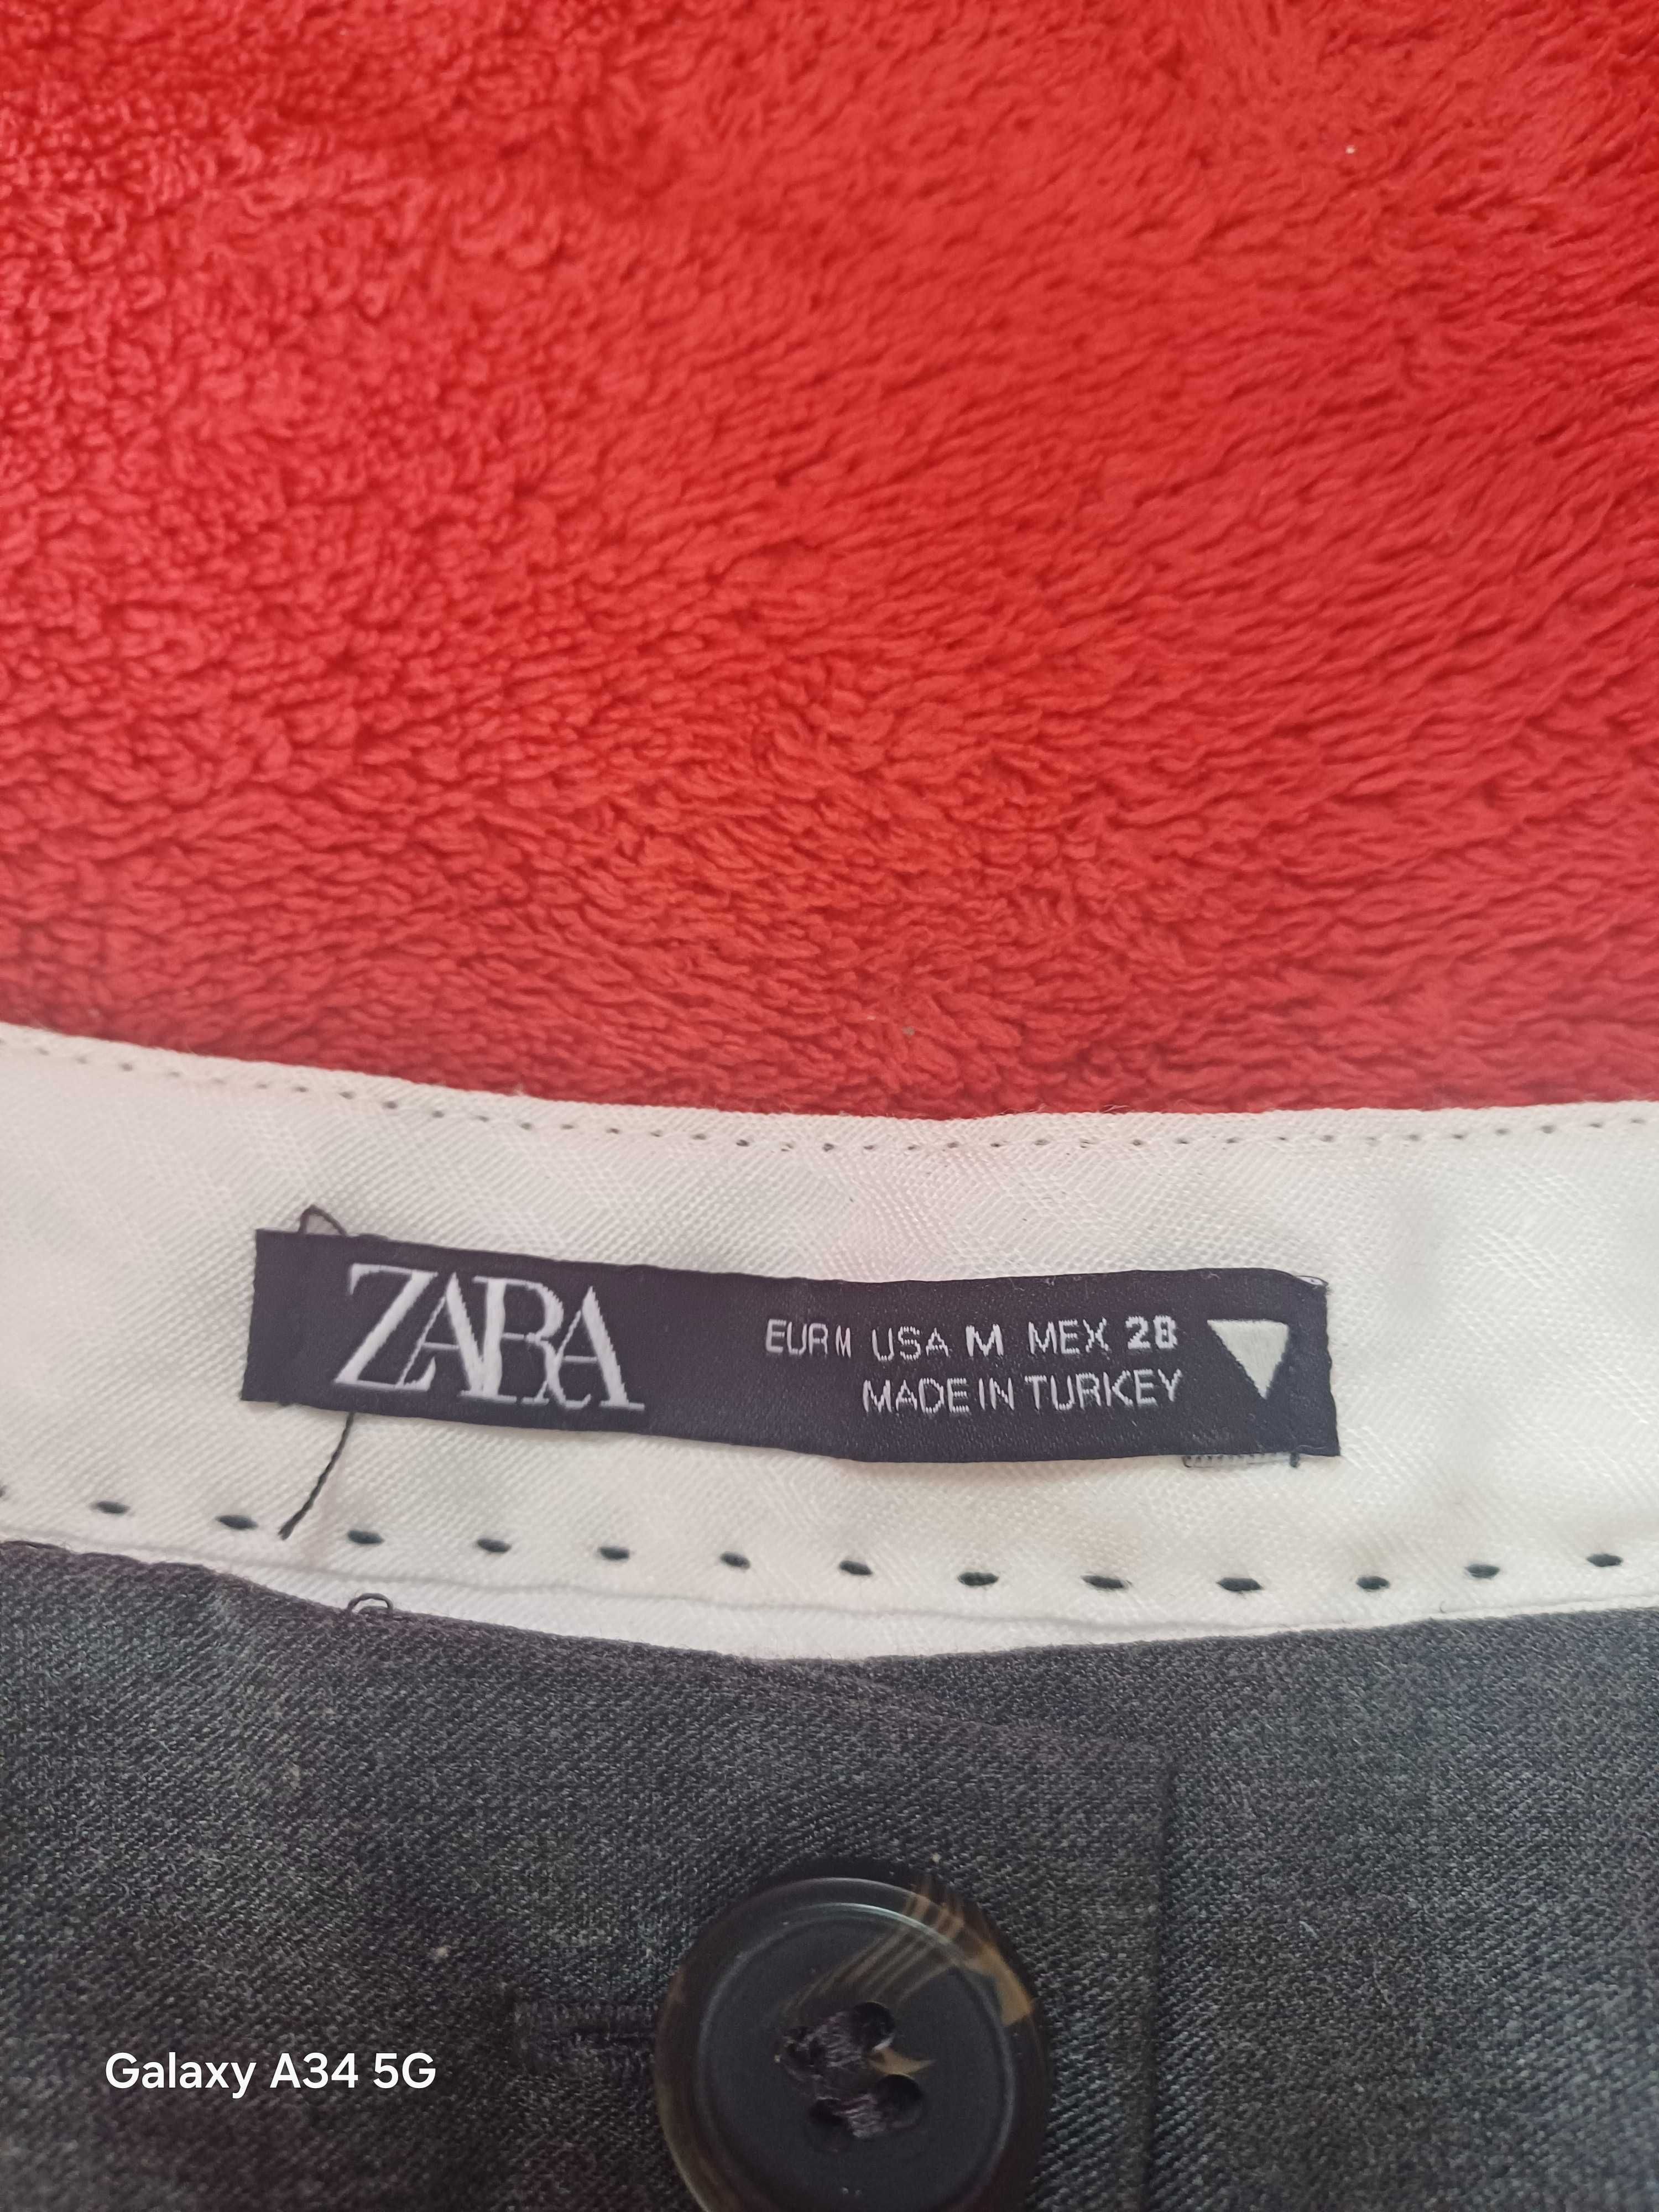 ZARA
EUR M USA M MEX 28
MADE IN TURKEY
Galaxy A34 5G